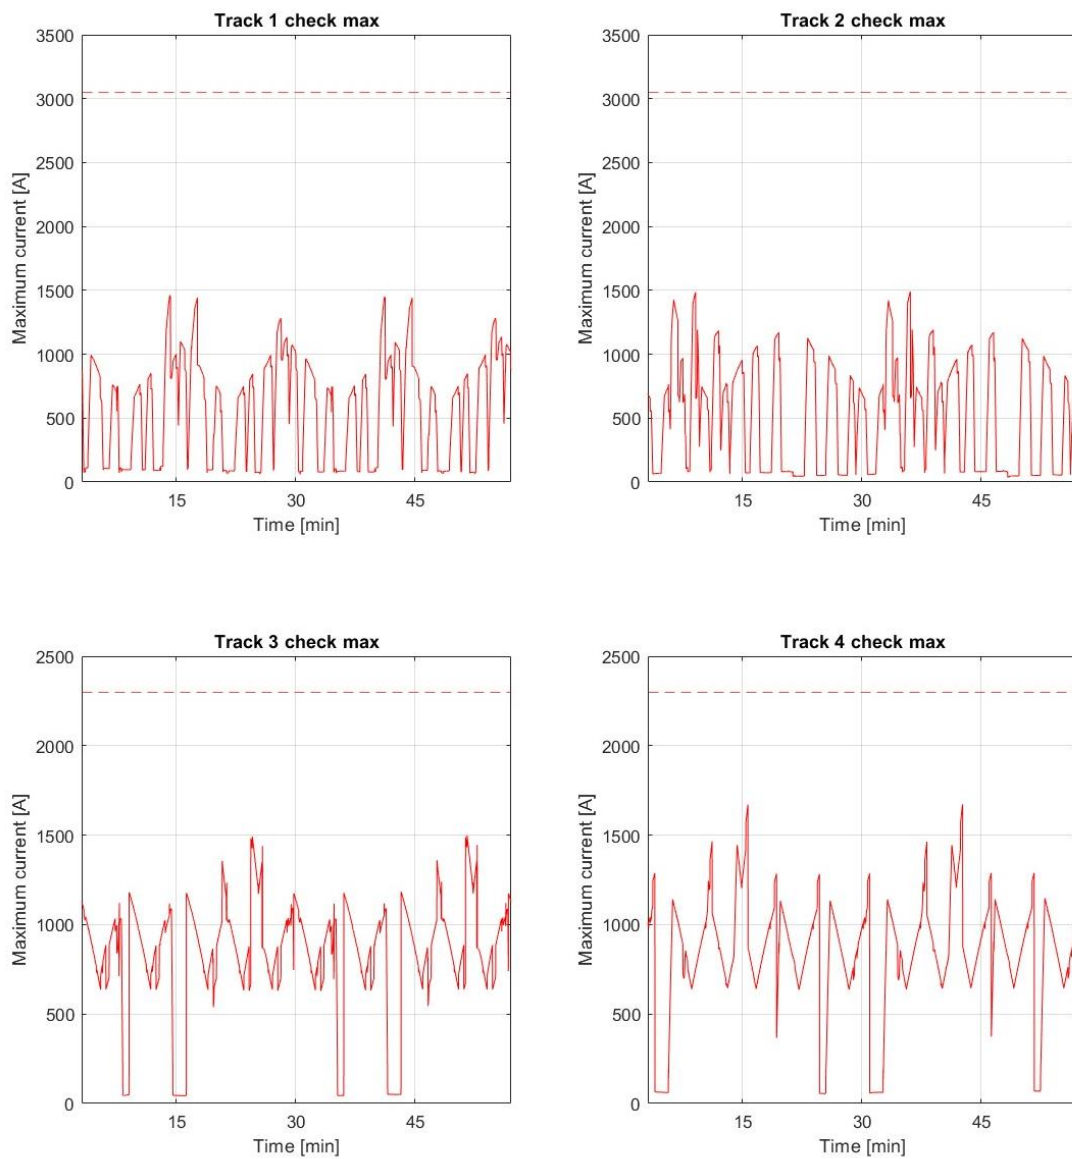 Track 1 check max
3500
3000
2500
2000
1500
1000
500
0
Maximum current [A]
15 30 45
Time [min]
Track 2 check max
3500
3000
2500
2000
1500
1000
500
0
Maximum current [A]
15 30 45
Time [min]
Track 3 check max
2500
2000
1500
1000
500
0
Maximum current [A]
15 30 45
Time [min]
Track 4 check max
2500
2000
1500
1000
500
0
Maximum current [A]
15 30 45
Time [min]